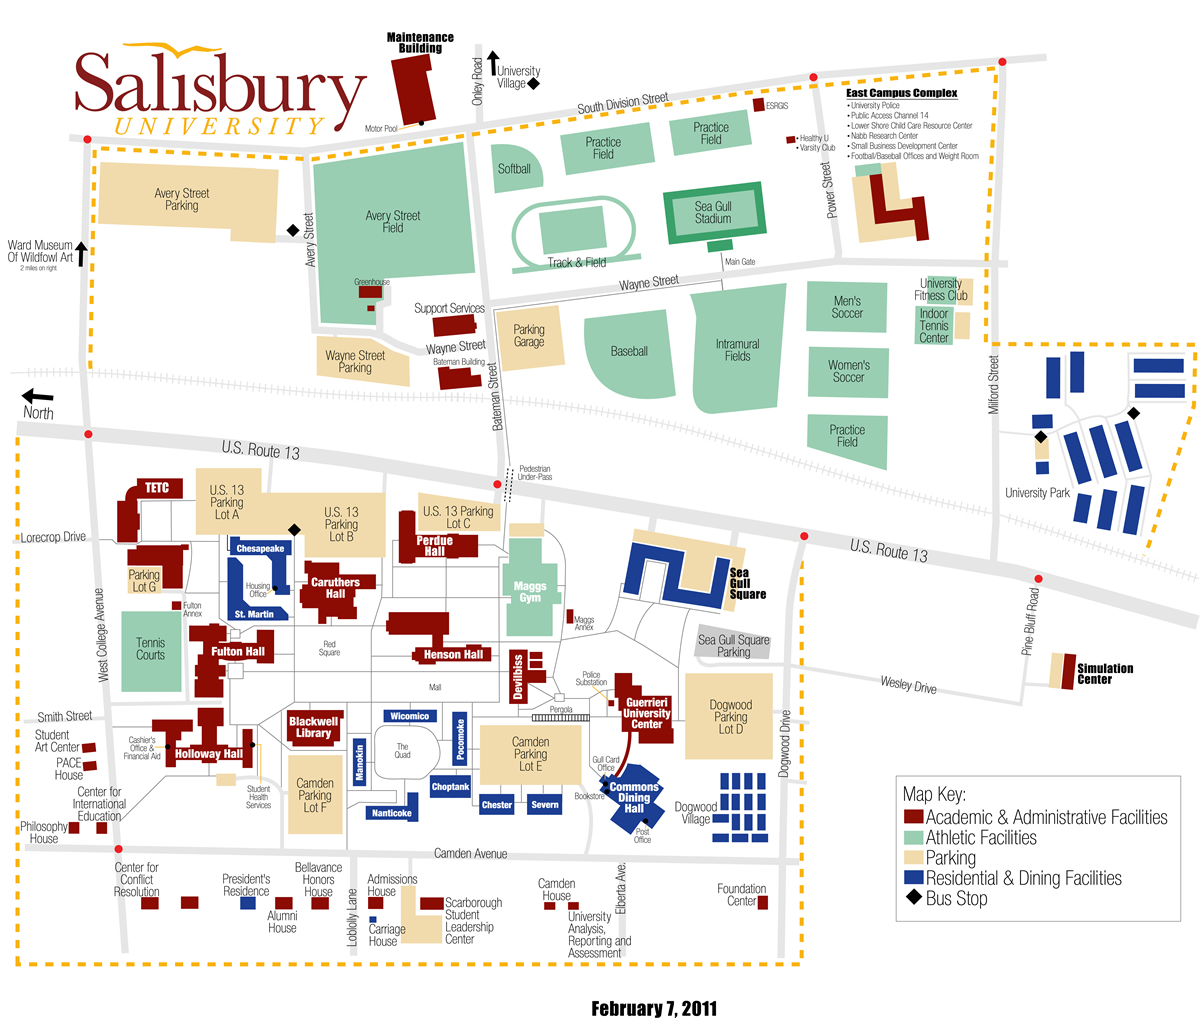 Salisbury
UNIVERSITY
Maintenance
Building
Motor Pool
Onley Road
University
Village
South Division Street
ESRGIS
Healthy U
Varsity Club
East Campus Complex
• University Police
• Public Access Channel 14
• Lower Shore Child Care Resource Center
• Nabb Research Center
• Small Business Development Center
• Football/Baseball Offices and Weight Room
Avery Street
Parking
Avery Street
Avery Street
Field
Softball
Practice
Field
Practice
Field
Sea Gull
Stadium
Track & Field
Main Gate
Power Street
Ward Museum
Of Wildfowl Art
2 miles on right
Greenhouse
Support Services
Wayne Street
Wayne Street
Bateman Building
Wayne Street
Parking
Parking
Garage
Baseball
Intramural
Fields
Men's
Soccer
Women's
Soccer
Practice
Field
University
Fitness Club
Indoor
Tennis
Center
Milford Street
Bateman Street
North
University Park
U.S. Route 13
Pedestrian
Under-Pass
U.S. Route 13
TETC
U.S. 13
Parking
Lot A
U.S. 13
Parking
Lot B
U.S. 13 Parking
Lot C
Perdue
Hall
Lorecrop Drive
Parking
Lot G
Chesapeake
Housing
Office
St. Martin
Caruthers
Hall
Maggs
Gym
Maggs
Annex
Sea
Gull
Square
Sea Gull Square
Parking
Fulton
Annex
Tennis
Courts
West College Avenue
Fulton Hall
Red
Square
Henson Hall
Devilbiss
Mall
Police
Substation
Pergola
Guerrieri
University
Center
Dogwood
Parking
Lot D
Dogwood Drive
Wesley Drive
Pine Bluff Road
Simulation
Center
Smith Street
Student
Art Center
PACE
House
Cashier's
Office &
Financial Aid
Holloway Hall
Student
Health
Services
Blackwell
Library
Wicomico
Manokin
The
Quad
Pocomoke
Choptank
Nanticoke
Camden
Parking
Lot F
Camden
Parking
Lot E
Chester
Severn
Gull Card
Office
Bookstore
Commons
Dining
Hall
Post
Office
Dogwood
Village
Center for
International
Education
Philosophy
House
Camden Avenue
Center for
Conflict
Resolution
President's
Residence
Alumni
House
Bellavance
Honors
House
Loblolly Lane
Admissions
House
Carriage
House
Scarborough
Student
Leadership
Center
Camden
House
University
Analysis,
Reporting and
Assessment
Elberta Ave.
Foundation
Center
Map Key:
Academic & Administrative Facilities
Athletic Facilities
Parking
Residential & Dining Facilities
Bus Stop
February 7, 2011